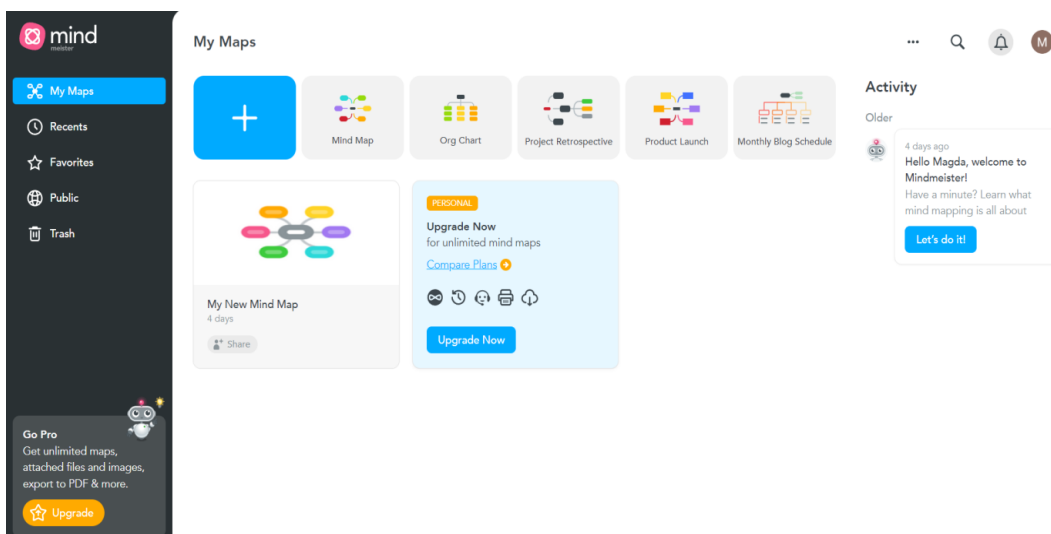 mind
meister
My Maps
Recents
Favorites
Public
Trash
Go Pro
Get unlimited maps,
attached files and images,
export to PDF & more.
Upgrade
My Maps
M
Mind Map
Org Chart
Project Retrospective
Product Launch
Monthly Blog Schedule
My New Mind Map
4 days
Share
PERSONAL
Upgrade Now
for unlimited mind maps
Compare Plans
Upgrade Now
Activity
Older
4 days ago
Hello Magda, welcome to
Mindmeister!
Have a minute? Learn what
mind mapping is all about
Let's do it!